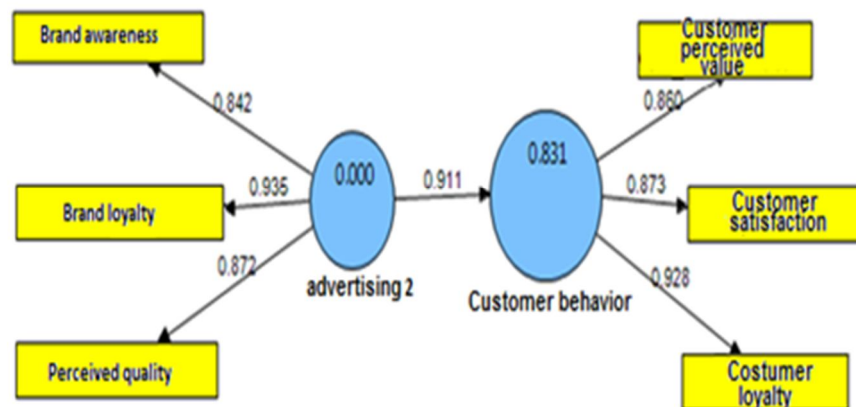 Brand awareness
Customer
perceived
value
0.842
0.860
0.000
0.831
Brand loyalty
0.935
0.911
0.873
Customer
satisfaction
0.872
advertising 2
Customer behavior
0.928
Perceived quality
Costumer
loyalty